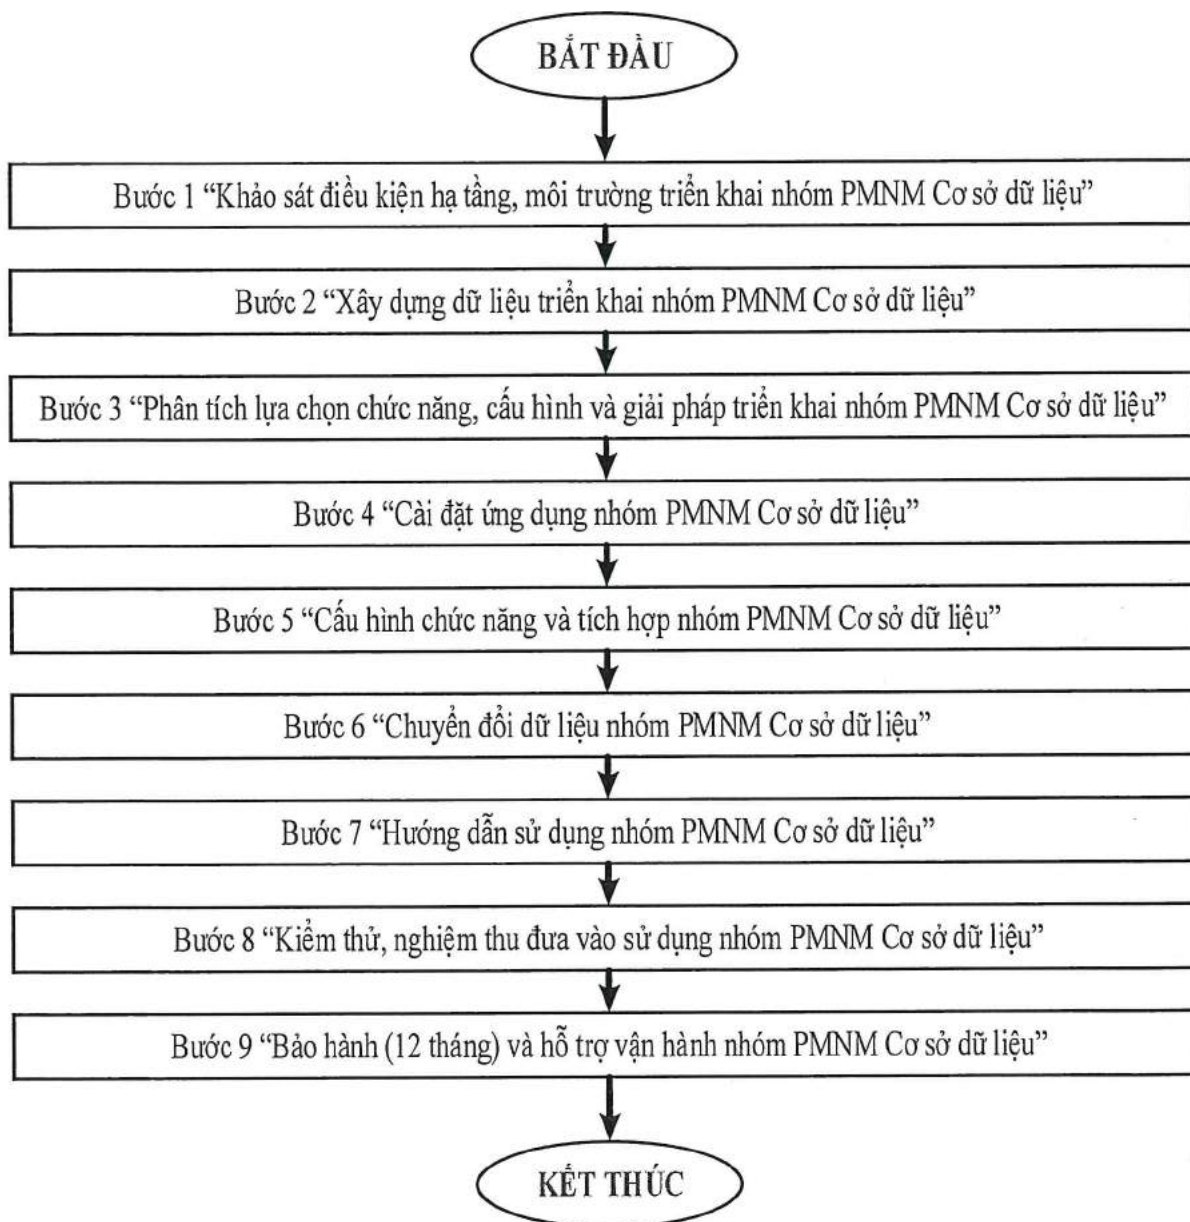 BẮT ĐẦU
Bước 1 “Khảo sát điều kiện hạ tầng, môi trường triển khai nhóm PMNM Cơ sở dữ liệu”
Bước 2 “Xây dựng dữ liệu triển khai nhóm PMNM Cơ sở dữ liệu”
Bước 3 “Phân tích lựa chọn chức năng, cấu hình và giải pháp triển khai nhóm PMNM Cơ sở dữ liệu”
Bước 4 “Cài đặt ứng dụng nhóm PMNM Cơ sở dữ liệu”
Bước 5 “Cấu hình chức năng và tích hợp nhóm PMNM Cơ sở dữ liệu”
Bước 6 “Chuyển đổi dữ liệu nhóm PMNM Cơ sở dữ liệu”
Bước 7 “Hướng dẫn sử dụng nhóm PMNM Cơ sở dữ liệu”
Bước 8 “Kiểm thử, nghiệm thu đưa vào sử dụng nhóm PMNM Cơ sở dữ liệu”
Bước 9 “Bảo hành (12 tháng) và hỗ trợ vận hành nhóm PMNM Cơ sở dữ liệu”
KẾT THÚC